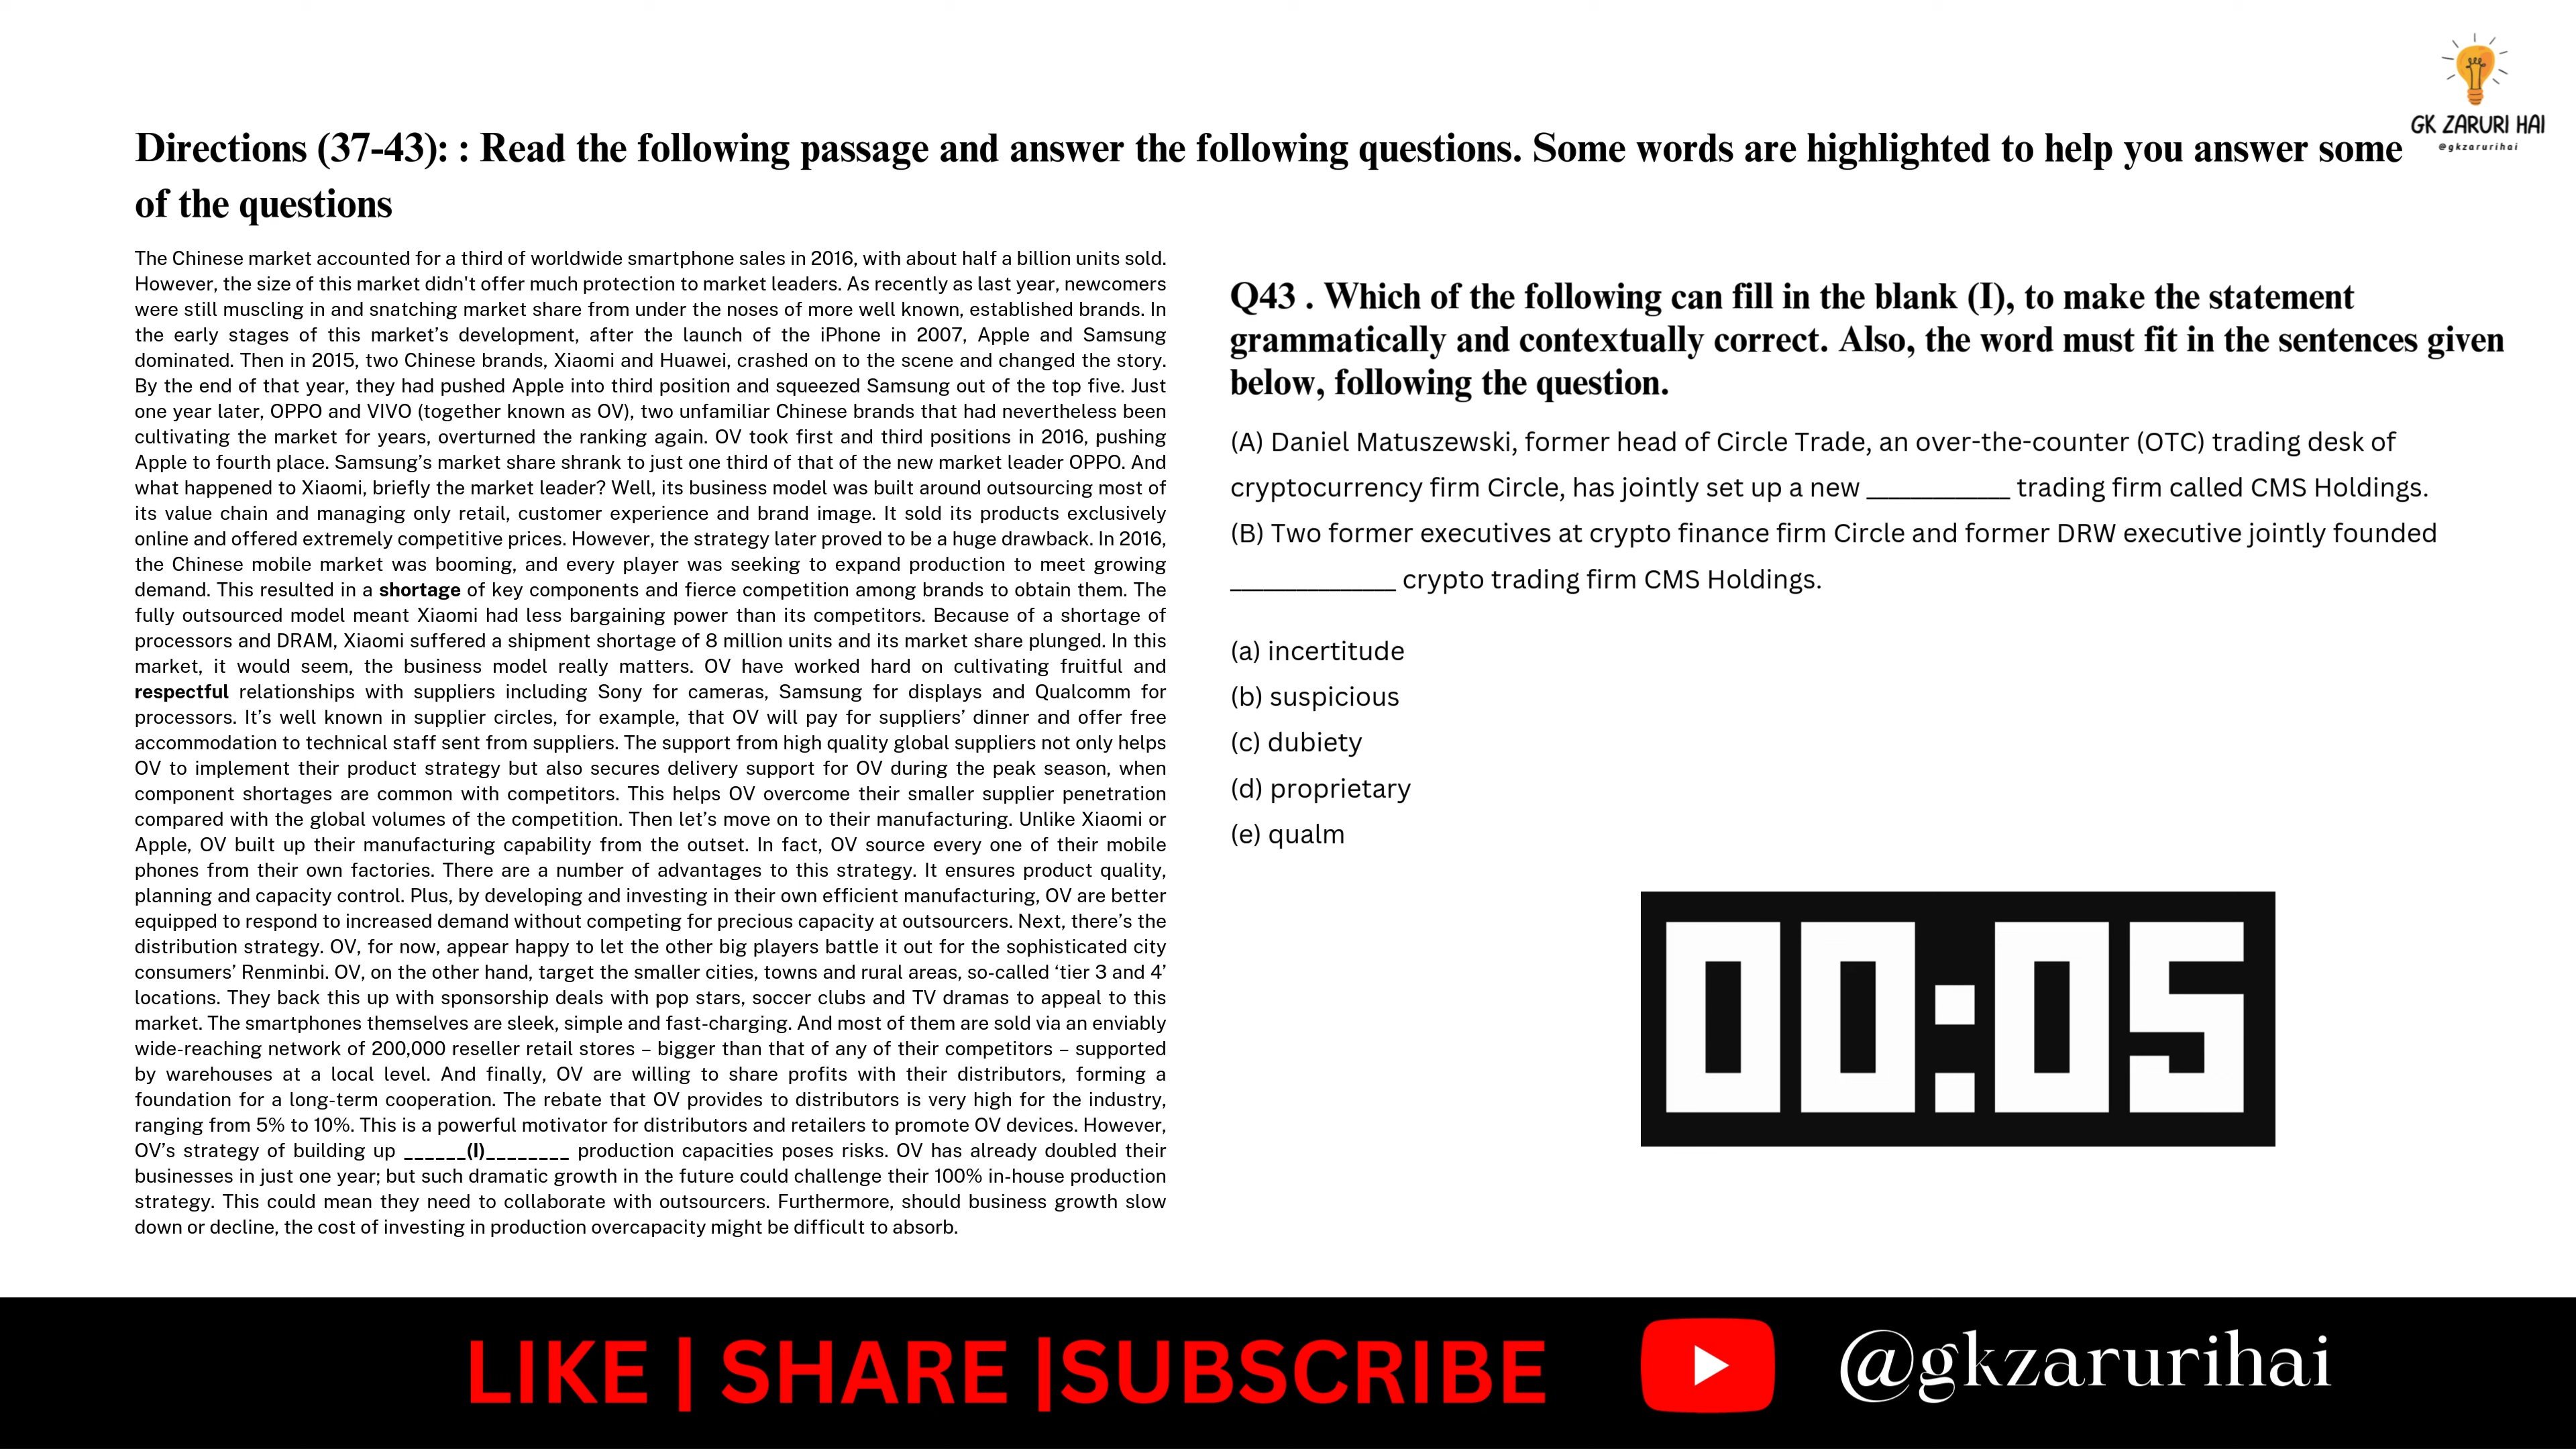 GK ZARURI HAI
@gkzarurihai
Directions (37-43): : Read the following passage and answer the following questions. Some words are highlighted to help you answer some
of the questions
The Chinese market accounted for a third of worldwide smartphone sales in 2016, with about half a billion units sold.
However, the size of this market didn't offer much protection to market leaders. As recently as last year, newcomers
were still muscling in and snatching market share from under the noses of more well known, established brands. In
the early stages of this market’s development, after the launch of the iPhone in 2007, Apple and Samsung
dominated. Then in 2015, two Chinese brands, Xiaomi and Huawei, crashed on to the scene and changed the story.
By the end of that year, they had pushed Apple into third position and squeezed Samsung out of the top five. Just
one year later, OPPO and VIVO (together known as OV), two unfamiliar Chinese brands that had nevertheless been
cultivating the market for years, overturned the ranking again. OV took first and third positions in 2016, pushing
Apple to fourth place. Samsung’s market share shrank to just one third of that of the new market leader OPPO. And
what happened to Xiaomi, briefly the market leader? Well, its business model was built around outsourcing most of
its value chain and managing only retail, customer experience and brand image. It sold its products exclusively
online and offered extremely competitive prices. However, the strategy later proved to be a huge drawback. In 2016,
the Chinese mobile market was booming, and every player was seeking to expand production to meet growing
demand. This resulted in a shortage of key components and fierce competition among brands to obtain them. The
fully outsourced model meant Xiaomi had less bargaining power than its competitors. Because of a shortage of
processors and DRAM, Xiaomi suffered a shipment shortage of 8 million units and its market share plunged. In this
market, it would seem, the business model really matters. OV have worked hard on cultivating fruitful and
respectful relationships with suppliers including Sony for cameras, Samsung for displays and Qualcomm for
processors. It’s well known in supplier circles, for example, that OV will pay for suppliers’ dinner and offer free
accommodation to technical staff sent from suppliers. The support from high quality global suppliers not only helps
OV to implement their product strategy but also secures delivery support for OV during the peak season, when
component shortages are common with competitors. This helps OV overcome their smaller supplier penetration
compared with the global volumes of the competition. Then let’s move on to their manufacturing. Unlike Xiaomi or
Apple, OV built up their manufacturing capability from the outset. In fact, OV source every one of their mobile
phones from their own factories. There are a number of advantages to this strategy. It ensures product quality,
planning and capacity control. Plus, by developing and investing in their own efficient manufacturing, OV are better
equipped to respond to increased demand without competing for precious capacity at outsourcers. Next, there’s the
distribution strategy. OV, for now, appear happy to let the other big players battle it out for the sophisticated city
consumers’ Renminbi. OV, on the other hand, target the smaller cities, towns and rural areas, so-called ‘tier 3 and 4’
locations. They back this up with sponsorship deals with pop stars, soccer clubs and TV dramas to appeal to this
market. The smartphones themselves are sleek, simple and fast-charging. And most of them are sold via an enviably
wide-reaching network of 200,000 reseller retail stores – bigger than that of any of their competitors – supported
by warehouses at a local level. And finally, OV are willing to share profits with their distributors, forming a
foundation for a long-term cooperation. The rebate that OV provides to distributors is very high for the industry,
ranging from 5% to 10%. This is a powerful motivator for distributors and retailers to promote OV devices. However,
OV’s strategy of building up ______(I)________ production capacities poses risks. OV has already doubled their
businesses in just one year; but such dramatic growth in the future could challenge their 100% in-house production
strategy. This could mean they need to collaborate with outsourcers. Furthermore, should business growth slow
down or decline, the cost of investing in production overcapacity might be difficult to absorb.
Q43 . Which of the following can fill in the blank (I), to make the statement
grammatically and contextually correct. Also, the word must fit in the sentences given
below, following the question.
(A) Daniel Matuszewski, former head of Circle Trade, an over-the-counter (OTC) trading desk of
cryptocurrency firm Circle, has jointly set up a new ____________ trading firm called CMS Holdings.
(B) Two former executives at crypto finance firm Circle and former DRW executive jointly founded
______________ crypto trading firm CMS Holdings.
(a) incertitude
(b) suspicious
(c) dubiety
(d) proprietary
(e) qualm
00:05
LIKE | SHARE |SUBSCRIBE
@gkzarurihai